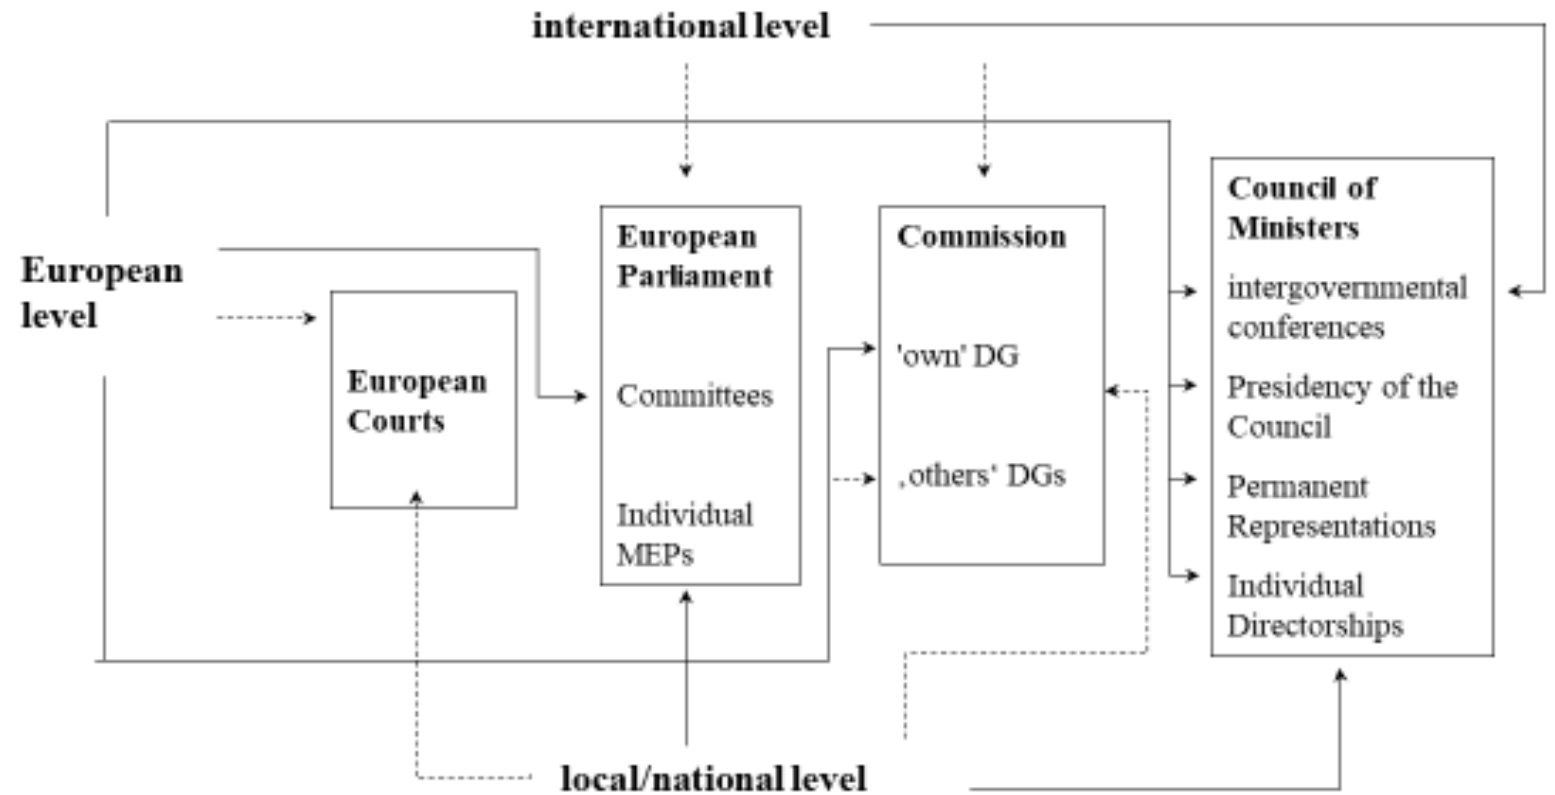 international level
European
level
European
Courts
European
Parliament
Committees
Individual
MEPs
Commission
'own' DG
‚others' DGs
Council of
Ministers
intergovernmental
conferences
Presidency of the
Council
Permanent
Representations
Individual
Directorships
local/national level